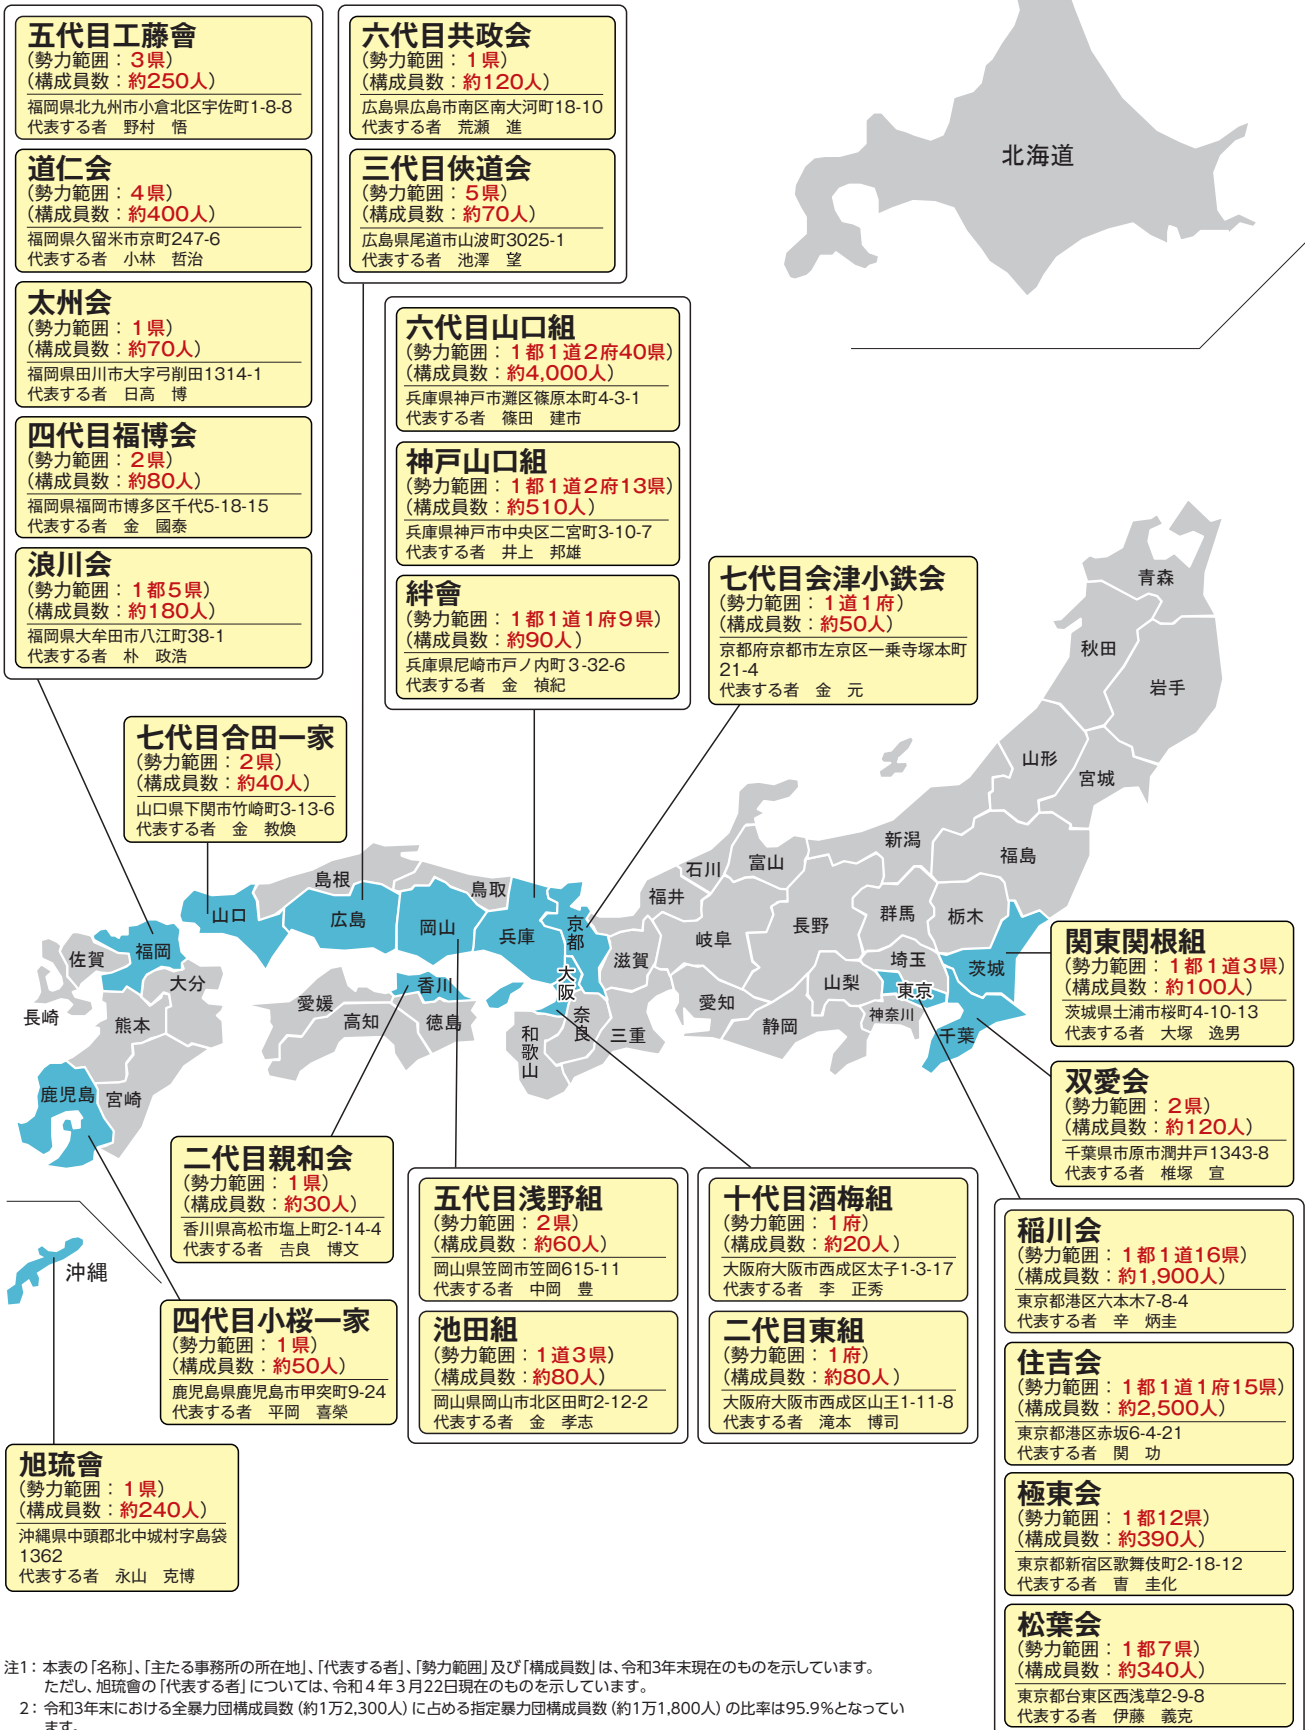 五代目工藤會
(勢力範囲：3県)
(構成員数：約250人)
福岡県北九州市小倉北区宇佐町1-8-8
代表する者　野村　悟
道仁会
(勢力範囲：4県)
(構成員数：約400人)
福岡県久留米市京町247-6
代表する者　小林　哲治
太州会
(勢力範囲：1県)
(構成員数：約70人)
福岡県田川市大字弓削田1314-1
代表する者　日高　博
四代目福博会
(勢力範囲：2県)
(構成員数：約80人)
福岡県福岡市博多区千代5-18-15
代表する者　金　國泰
浪川会
(勢力範囲：1都5県)
(構成員数：約180人)
福岡県大牟田市八江町38-1
代表する者　朴　政浩
六代目共政会
(勢力範囲：1県)
(構成員数：約120人)
広島県広島市南区南大河町18-10
代表する者　荒瀬　進
三代目俠道会
(勢力範囲：5県)
(構成員数：約70人)
広島県尾道市山波町3025-1
代表する者　池澤　望
六代目山口組
(勢力範囲：1都1道2府40県)
(構成員数：約4,000人)
兵庫県神戸市灘区篠原本町4-3-1
代表する者　篠田　建市
神戸山口組
(勢力範囲：1都1道2府13県)
(構成員数：約510人)
兵庫県神戸市中央区二宮町3-10-7
代表する者　井上　邦雄
絆會
(勢力範囲：1都1道1府9県)
(構成員数：約90人)
兵庫県尼崎市戸ノ内町3-32-6
代表する者　金　禎紀
七代目会津小鉄会
(勢力範囲：1道1府)
(構成員数：約50人)
京都府京都市左京区一乗寺塚本町
21-4
代表する者　金　元
七代目合田一家
(勢力範囲：2県)
(構成員数：約40人)
山口県下関市竹崎町3-13-6
代表する者　金　教煥
北海道
青森
秋田
岩手
山形
宮城
新潟
福島
石川
富山
福井
長野
群馬
栃木
岐阜
埼玉
茨城
山梨
東京
神奈川
千葉
愛知
静岡
滋賀
三重
京都
大阪
奈良
和歌山
兵庫
鳥取
岡山
島根
広島
山口
香川
徳島
愛媛
高知
福岡
佐賀
大分
長崎
熊本
鹿児島
宮崎
沖縄
関東関根組
(勢力範囲：1都1道3県)
(構成員数：約100人)
茨城県土浦市桜町4-10-13
代表する者　大塚　逸男
双愛会
(勢力範囲：2県)
(構成員数：約120人)
千葉県市原市潤井戸1343-8
代表する者　椎塚　宣
二代目親和会
(勢力範囲：1県)
(構成員数：約30人)
香川県高松市塩上町2-14-4
代表する者　吉良　博文
四代目小桜一家
(勢力範囲：1県)
(構成員数：約50人)
鹿児島県鹿児島市甲突町9-24
代表する者　平岡　喜榮
旭琉會
(勢力範囲：1県)
(構成員数：約240人)
沖縄県中頭郡北中城村字島袋
1362
代表する者　永山　克博
五代目浅野組
(勢力範囲：2県)
(構成員数：約60人)
岡山県笠岡市笠岡615-11
代表する者　中岡　豊
池田組
(勢力範囲：1道3県)
(構成員数：約80人)
岡山県岡山市北区田町2-12-2
代表する者　金　孝志
十代目酒梅組
(勢力範囲：1府)
(構成員数：約20人)
大阪府大阪市西成区太子1-3-17
代表する者　李　正秀
二代目東組
(勢力範囲：1府)
(構成員数：約80人)
大阪府大阪市西成区山王1-11-8
代表する者　滝本　博司
稲川会
(勢力範囲：1都1道16県)
(構成員数：約1,900人)
東京都港区六本木7-8-4
代表する者　辛　炳圭
住吉会
(勢力範囲：1都1道1府15県)
(構成員数：約2,500人)
東京都港区赤坂6-4-21
代表する者　関　功
極東会
(勢力範囲：1都12県)
(構成員数：約390人)
東京都新宿区歌舞伎町2-18-12
代表する者　曺　圭化
松葉会
(勢力範囲：1都7県)
(構成員数：約340人)
東京都台東区西浅草2-9-8
代表する者　伊藤　義克
注1：本表の「名称」、「主たる事務所の所在地」、「代表する者」、「勢力範囲」及び「構成員数」は、令和3年末現在のものを示しています。
ただし、旭琉會の「代表する者」については、令和4年3月22日現在のものを示しています。
2：令和3年末における全暴力団構成員数(約1万2,300人)に占める指定暴力団構成員数(約1万1,800人)の比率は95.9%となってい
ます。